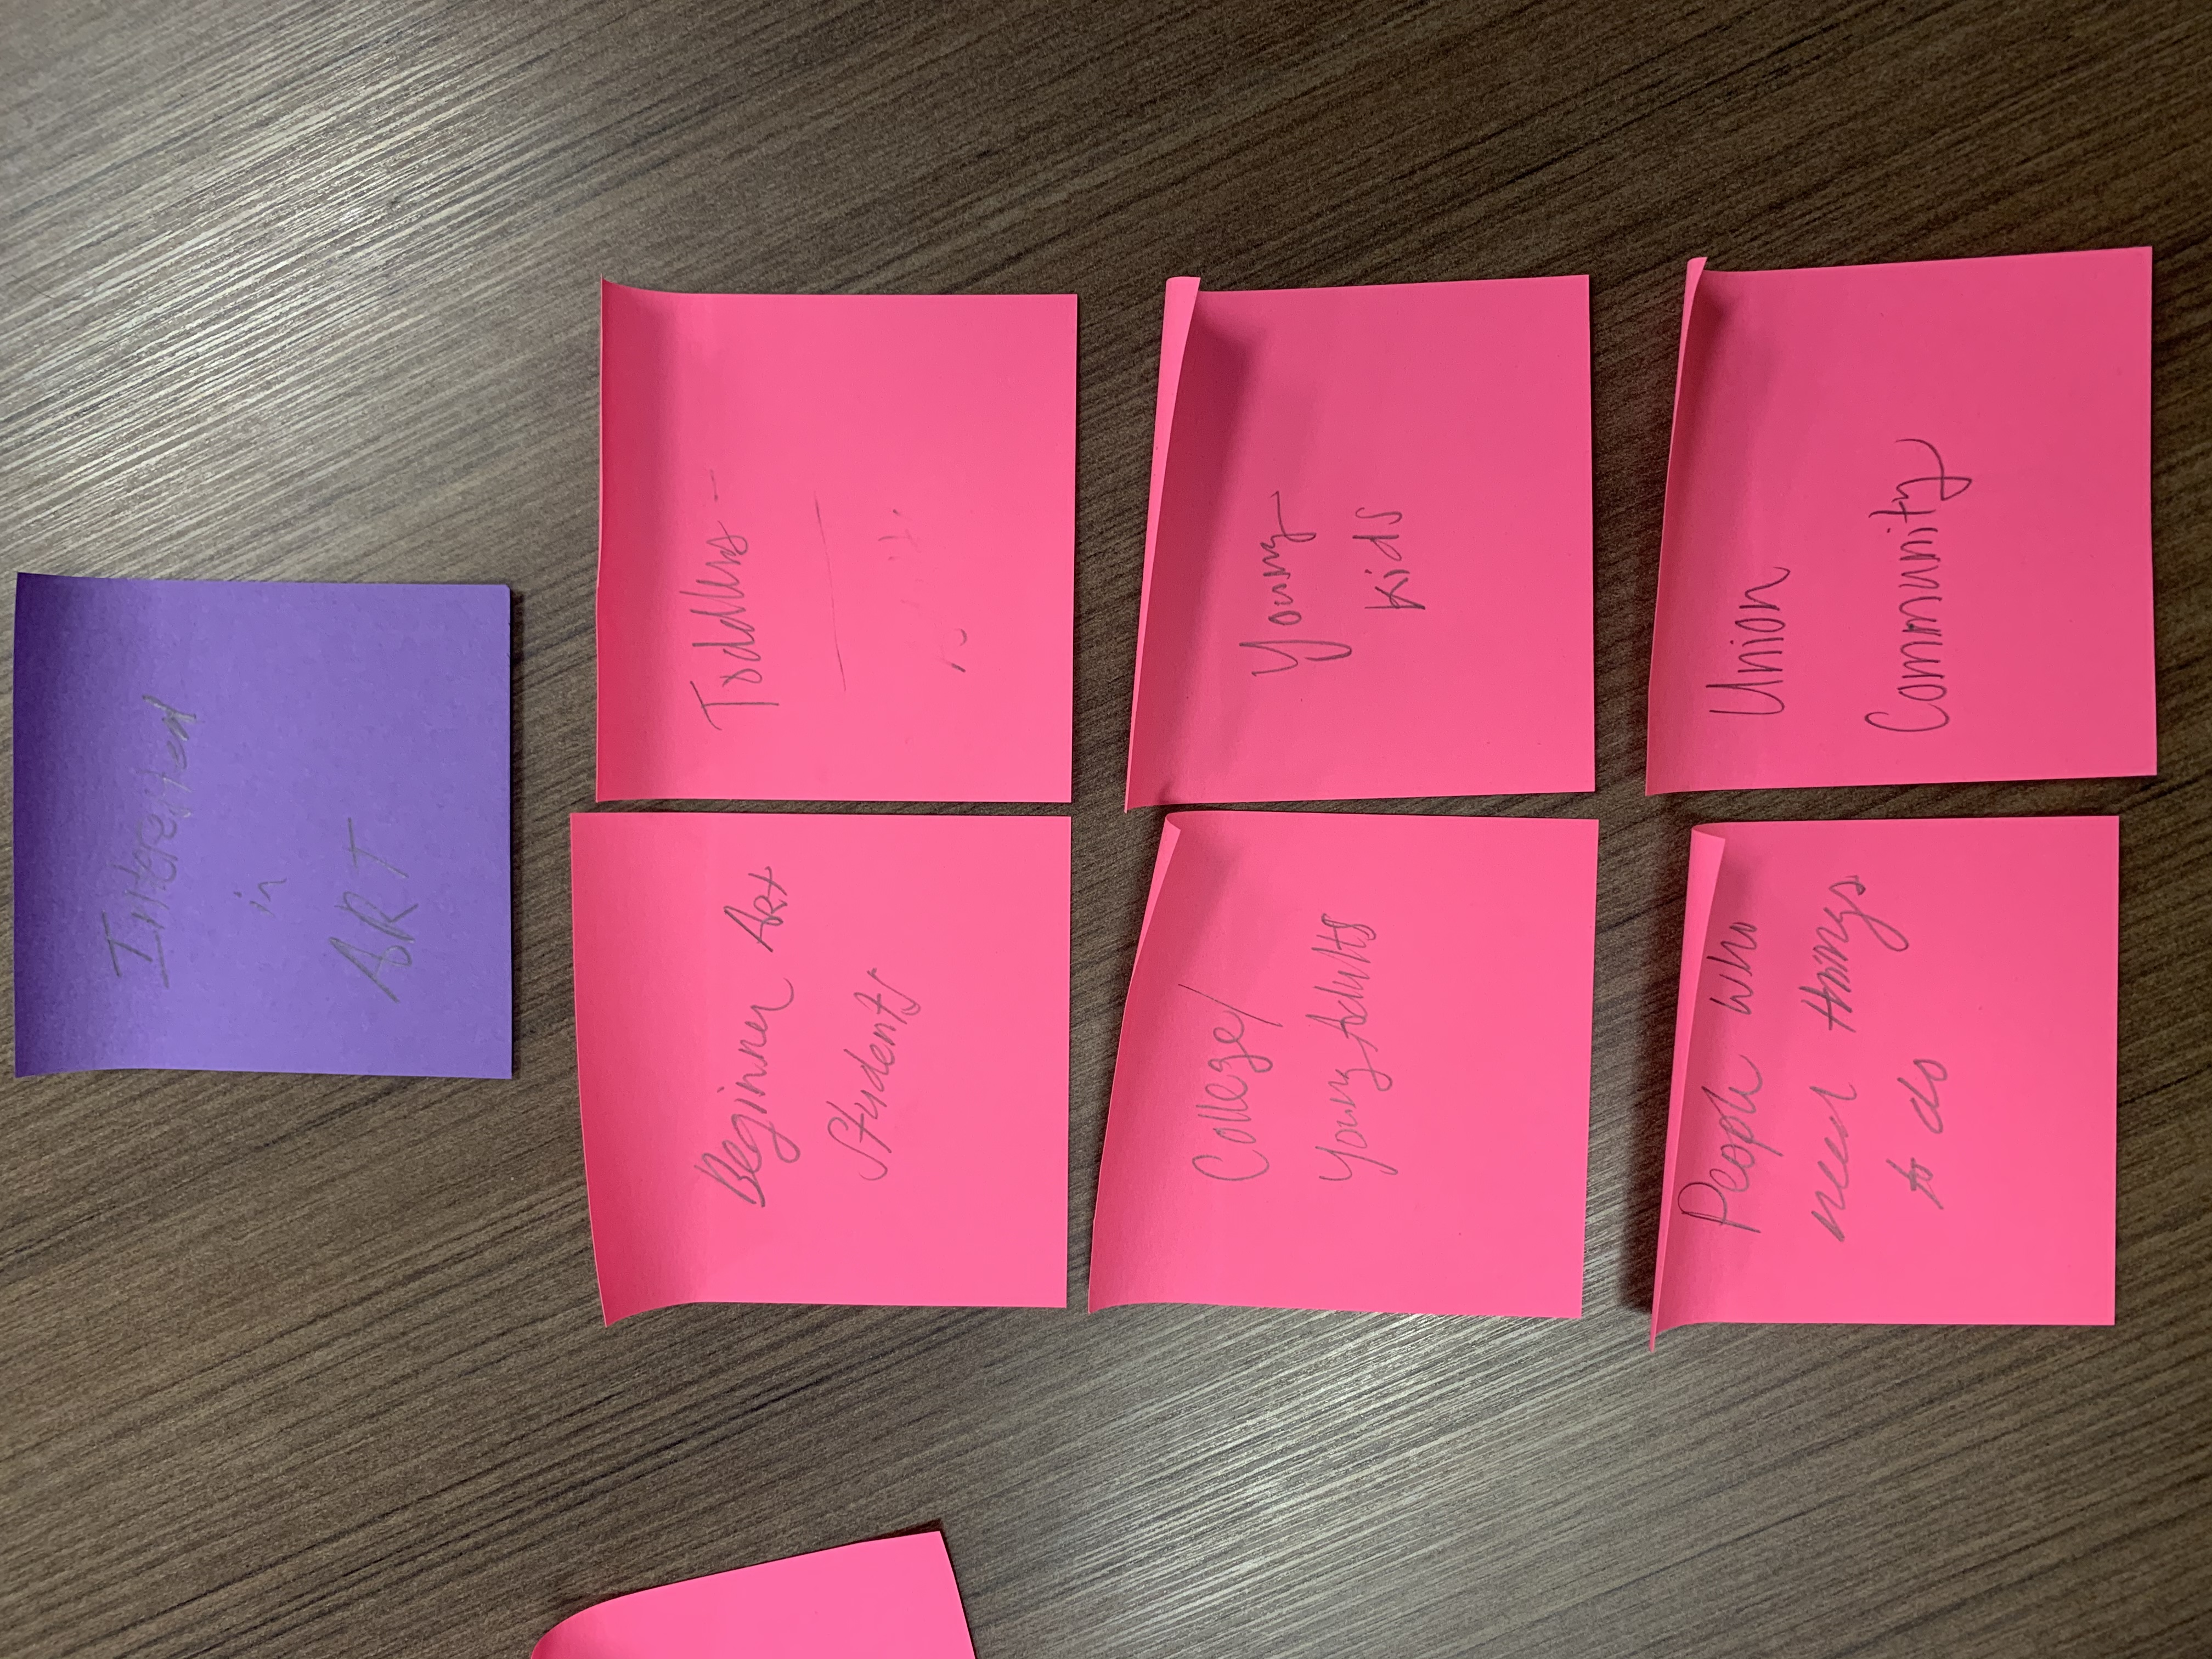 Interested
in
ART
Beginner Art
Students
Toddlers -
College/
Young Adults
Young
Kids
People who
need things
to do
Union
Community